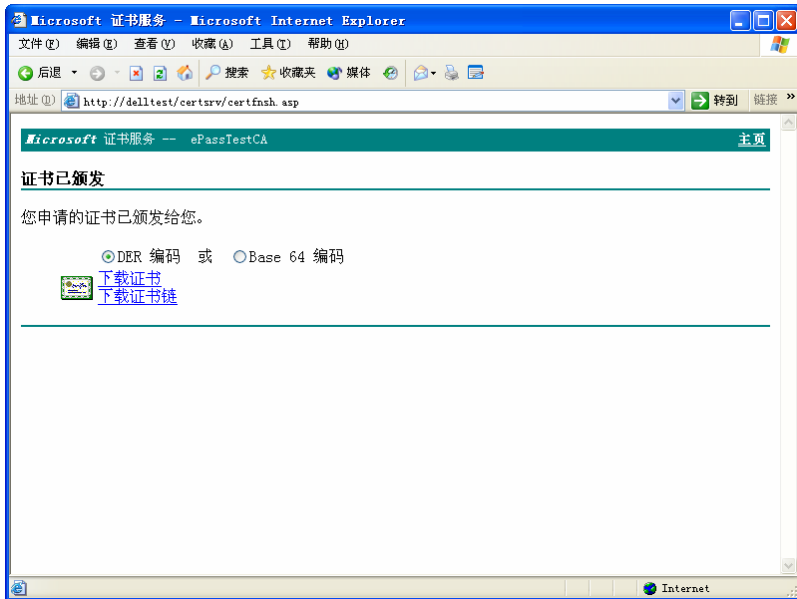 Microsoft 证书服务 - Microsoft Internet Explorer
文件(F) 编辑(E) 查看(V) 收藏(A) 工具(T) 帮助(H)
后退 搜索 收藏夹 媒体
地址(D) http://delltest/certsrv/certfnsh.asp 转到 链接 »
Microsoft 证书服务 -- ePassTestCA 主页
证书已颁发
您申请的证书已颁发给您。
DER 编码 或 Base 64 编码
下载证书
下载证书链
Internet